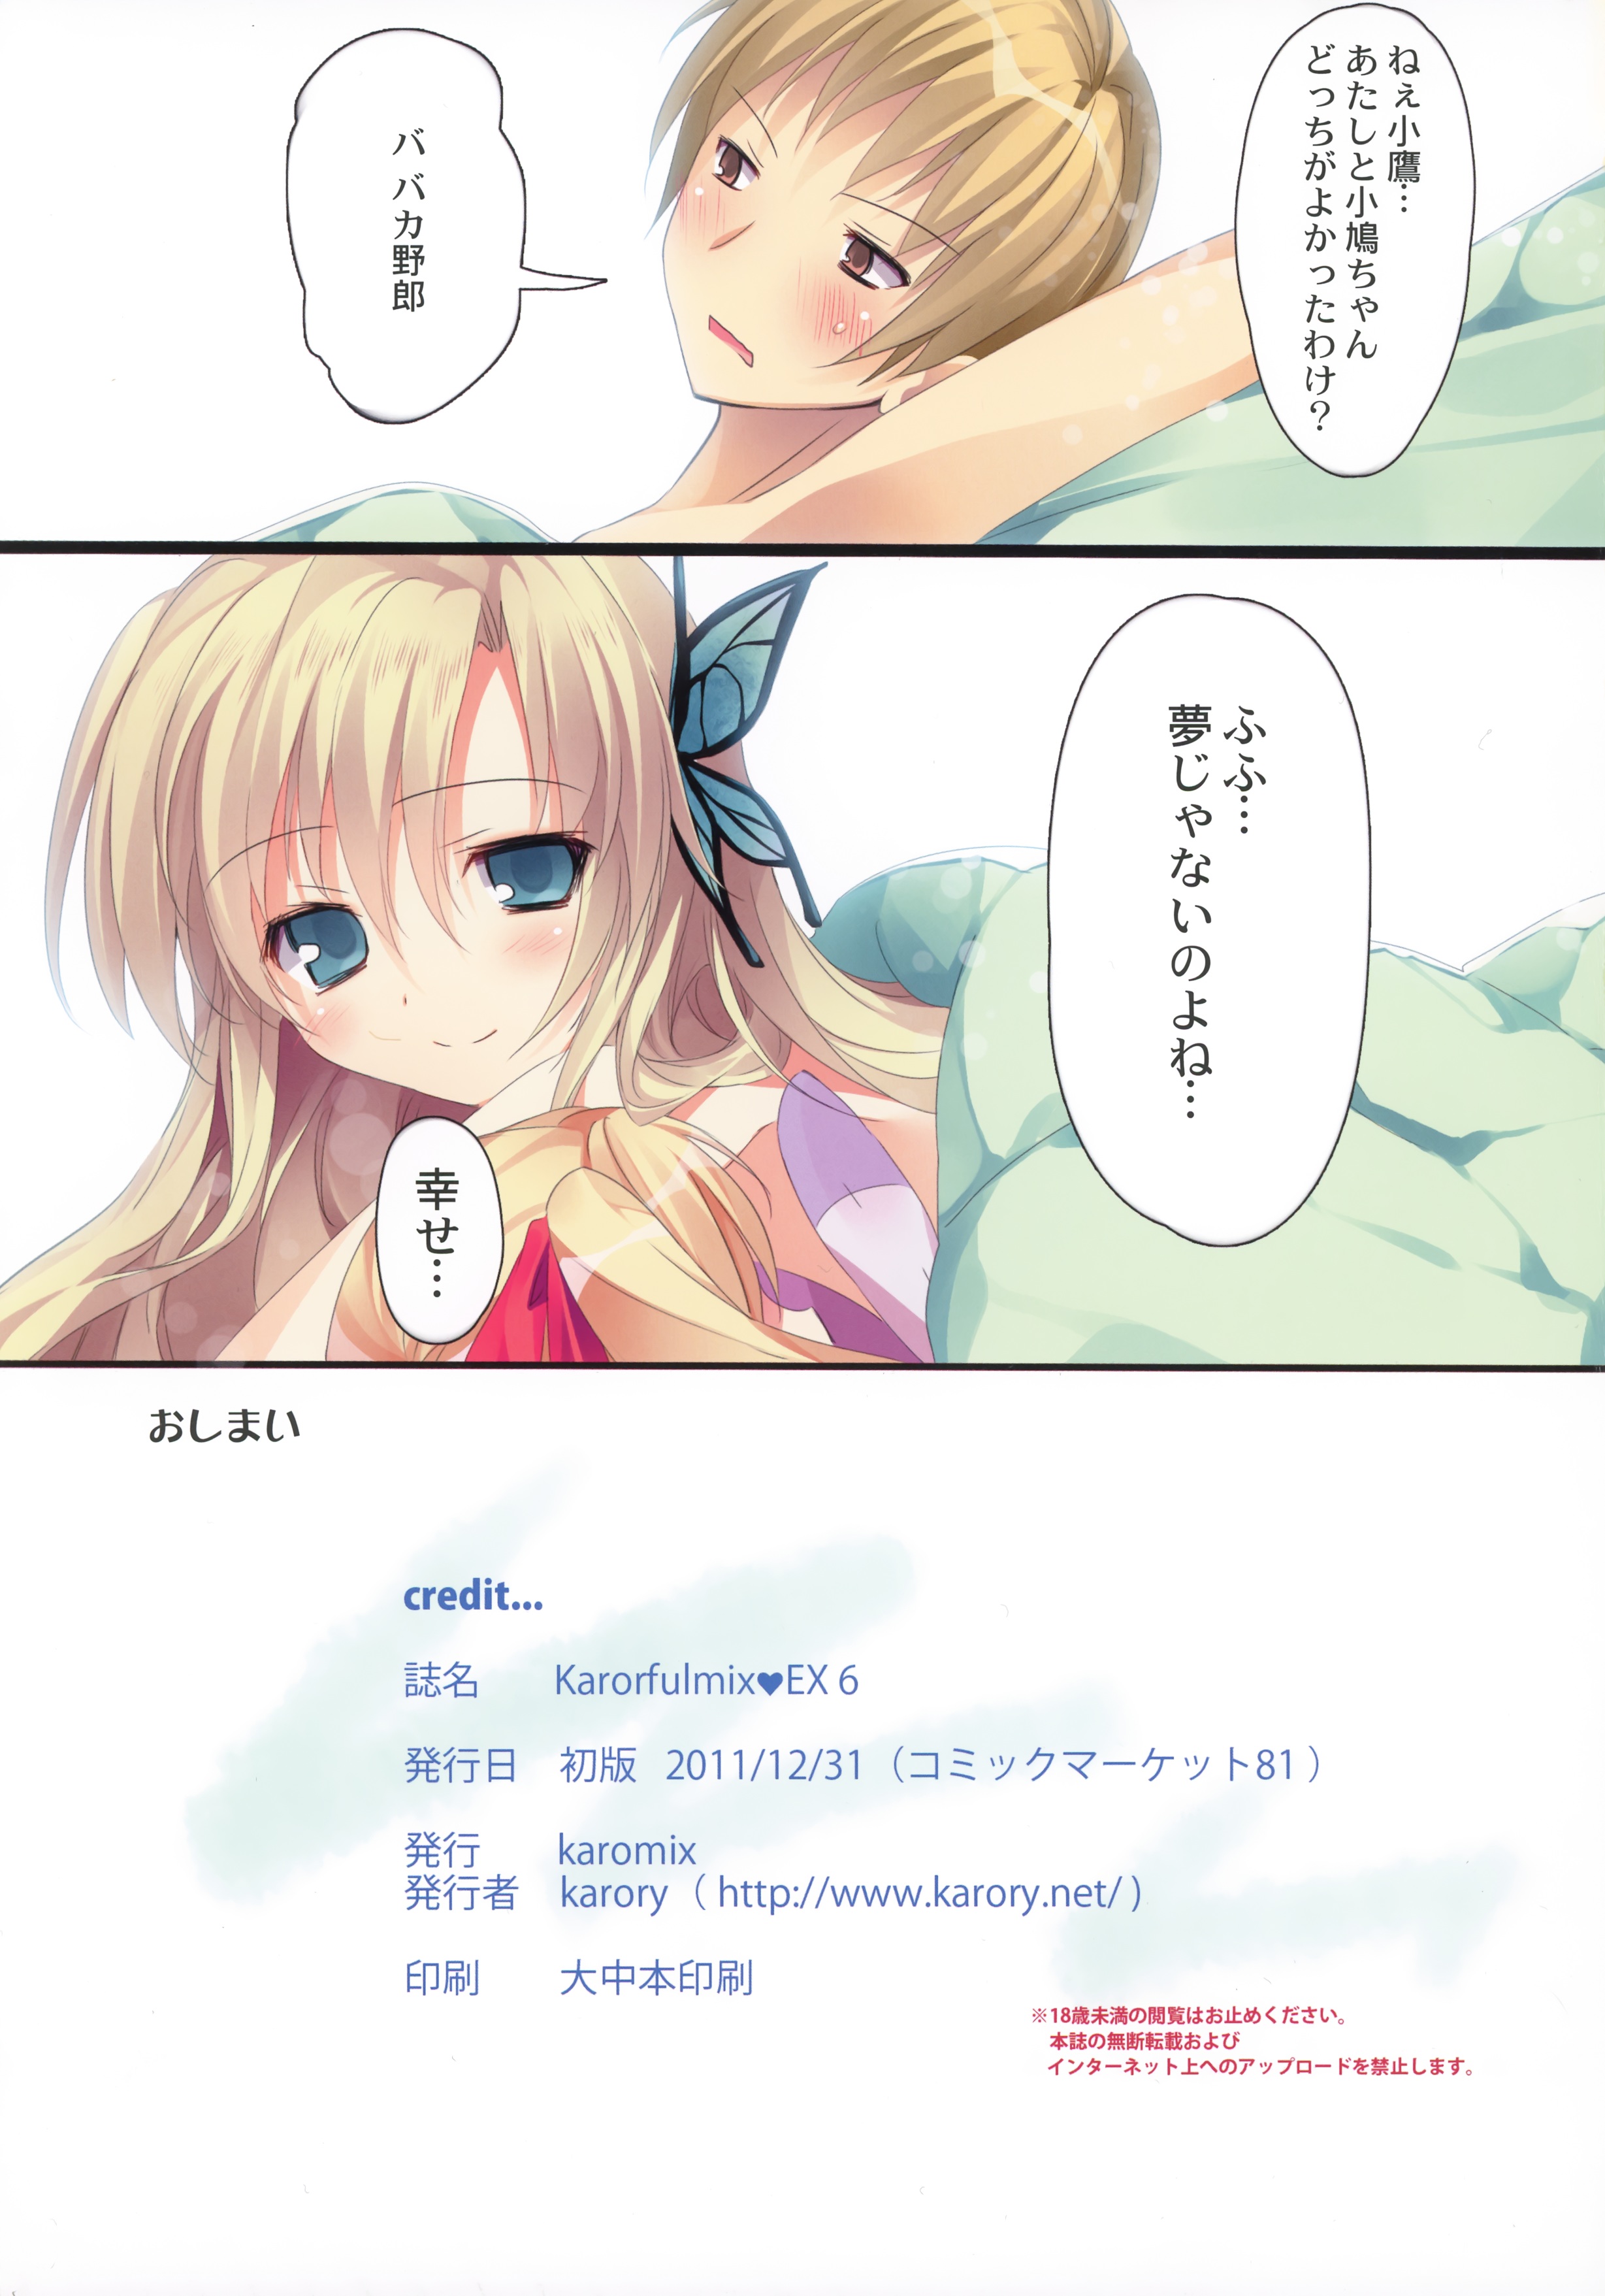 ねぇ小鷹…
あたしと小鳩ちゃん
どっちがよかったわけ？
バ バカ野郎
ふふ…
夢じゃないのよね…
幸せ…
おしまい
credit...
誌名 Karorfulmix♥EX 6
発行日 初版 2011/12/31（コミックマーケット81）
発行 karomix
発行者 karory（ http://www.karory.net/ )
印刷 大中本印刷
※18歳未満の閲覧はお止めください。
本誌の無断転載および
インターネット上へのアップロードを禁止します。